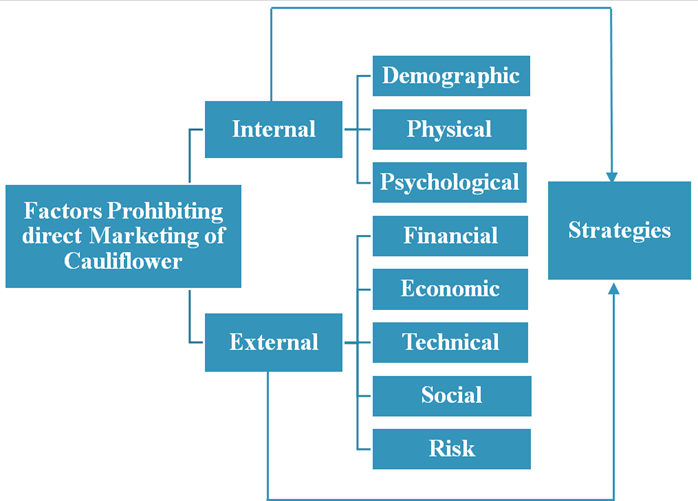 Factors Prohibiting
direct Marketing of
Cauliflower
Internal
External
Demographic
Physical
Psychological
Financial
Economic
Technical
Social
Risk
Strategies